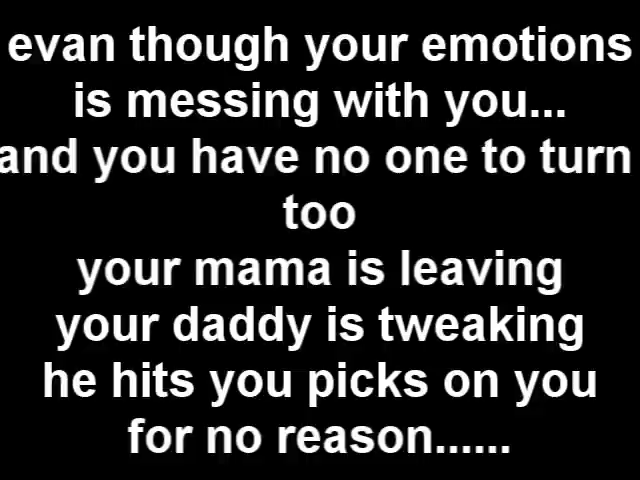 evan though your emotions
is messing with you...
and you have no one to turn
too
your mama is leaving
your daddy is tweaking
he hits you picks on you
for no reason......